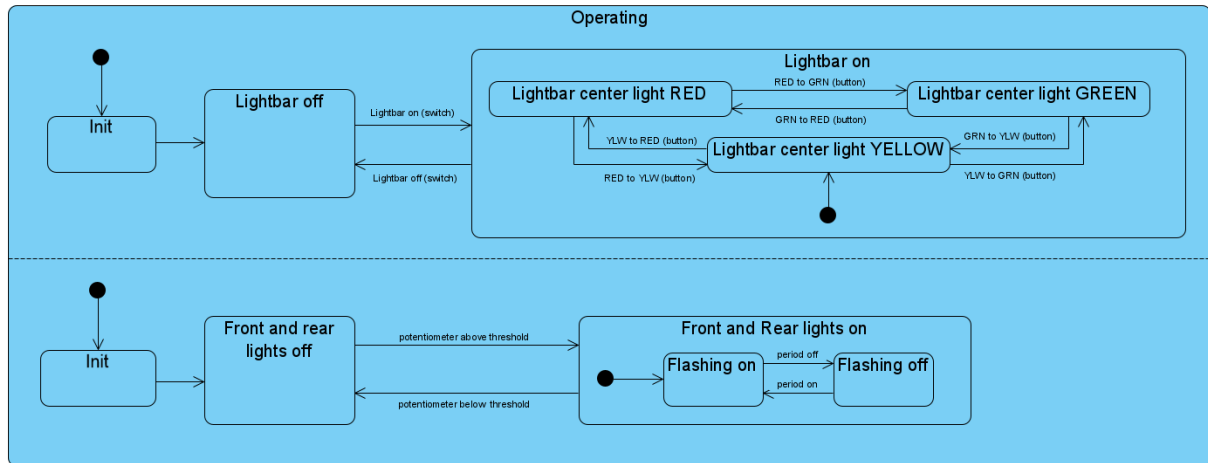 Operating
Lightbar on
Lightbar off
Init
Lightbar on (switch)
Lightbar off (switch)
Lightbar center light RED
RED to GRN (button)
GRN to RED (button)
Lightbar center light GREEN
YLW to RED (button)
RED to YLW (button)
Lightbar center light YELLOW
GRN to YLW (button)
YLW to GRN (button)
Init
Front and rear
lights off
potentiometer above threshold
potentiometer below threshold
Front and Rear lights on
Flashing on
period off
period on
Flashing off